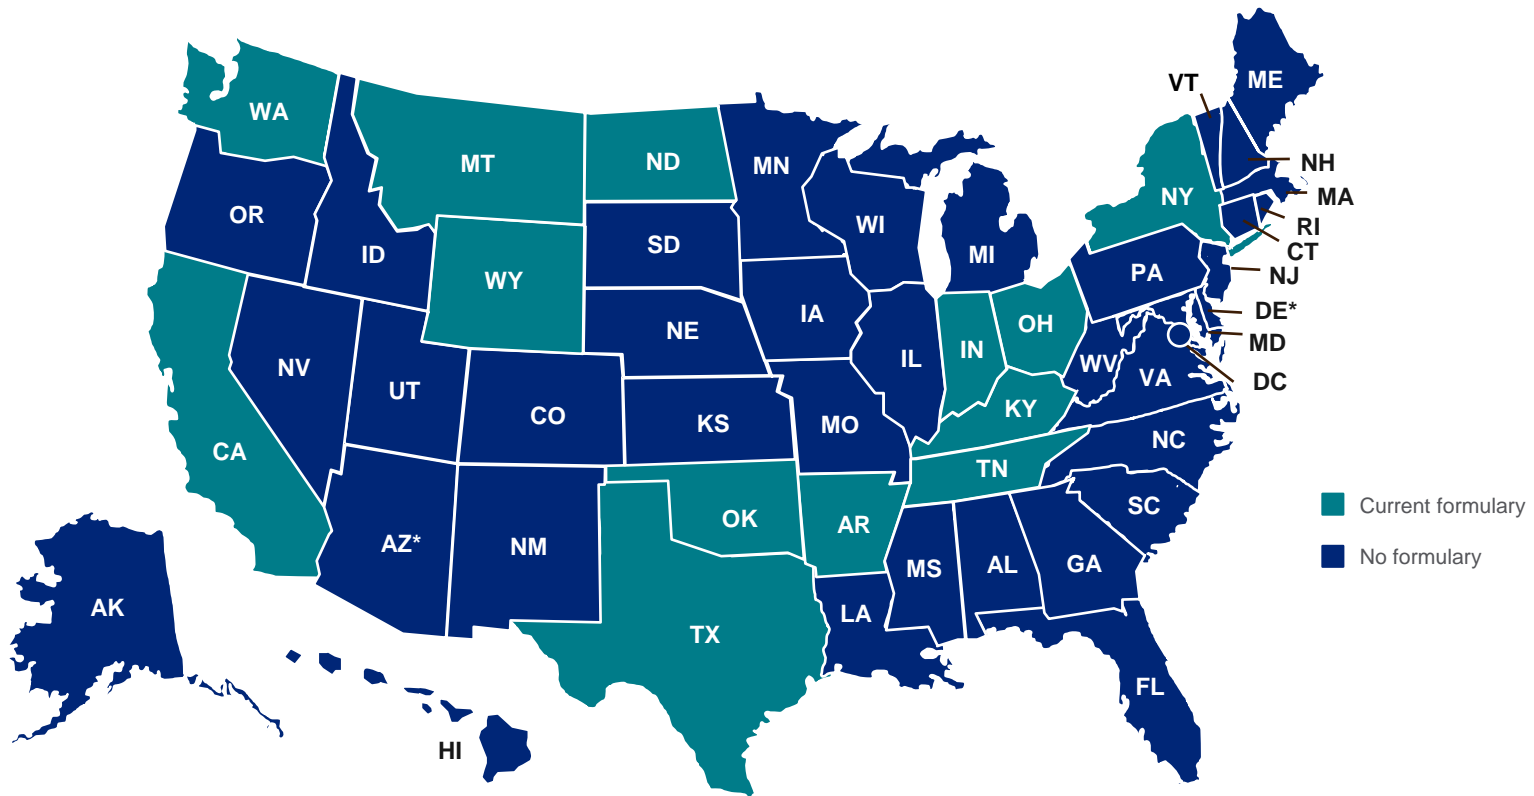 ME
VT
WA
MT
ND
MN
NH
MA
NY
OR
WI
RI
SD
CT
ID
MI
PA
NJ
WY
IA
DE*
NE
OH
MD
IN
IL
WV
NV
VA
DC
UT
KY
CO
KS
MO
NC
CA
TN
SC
Current formulary
OK
AR
AZ*
NM
No formulary
MS
AL
GA
AK
LA
TX
FL
HI